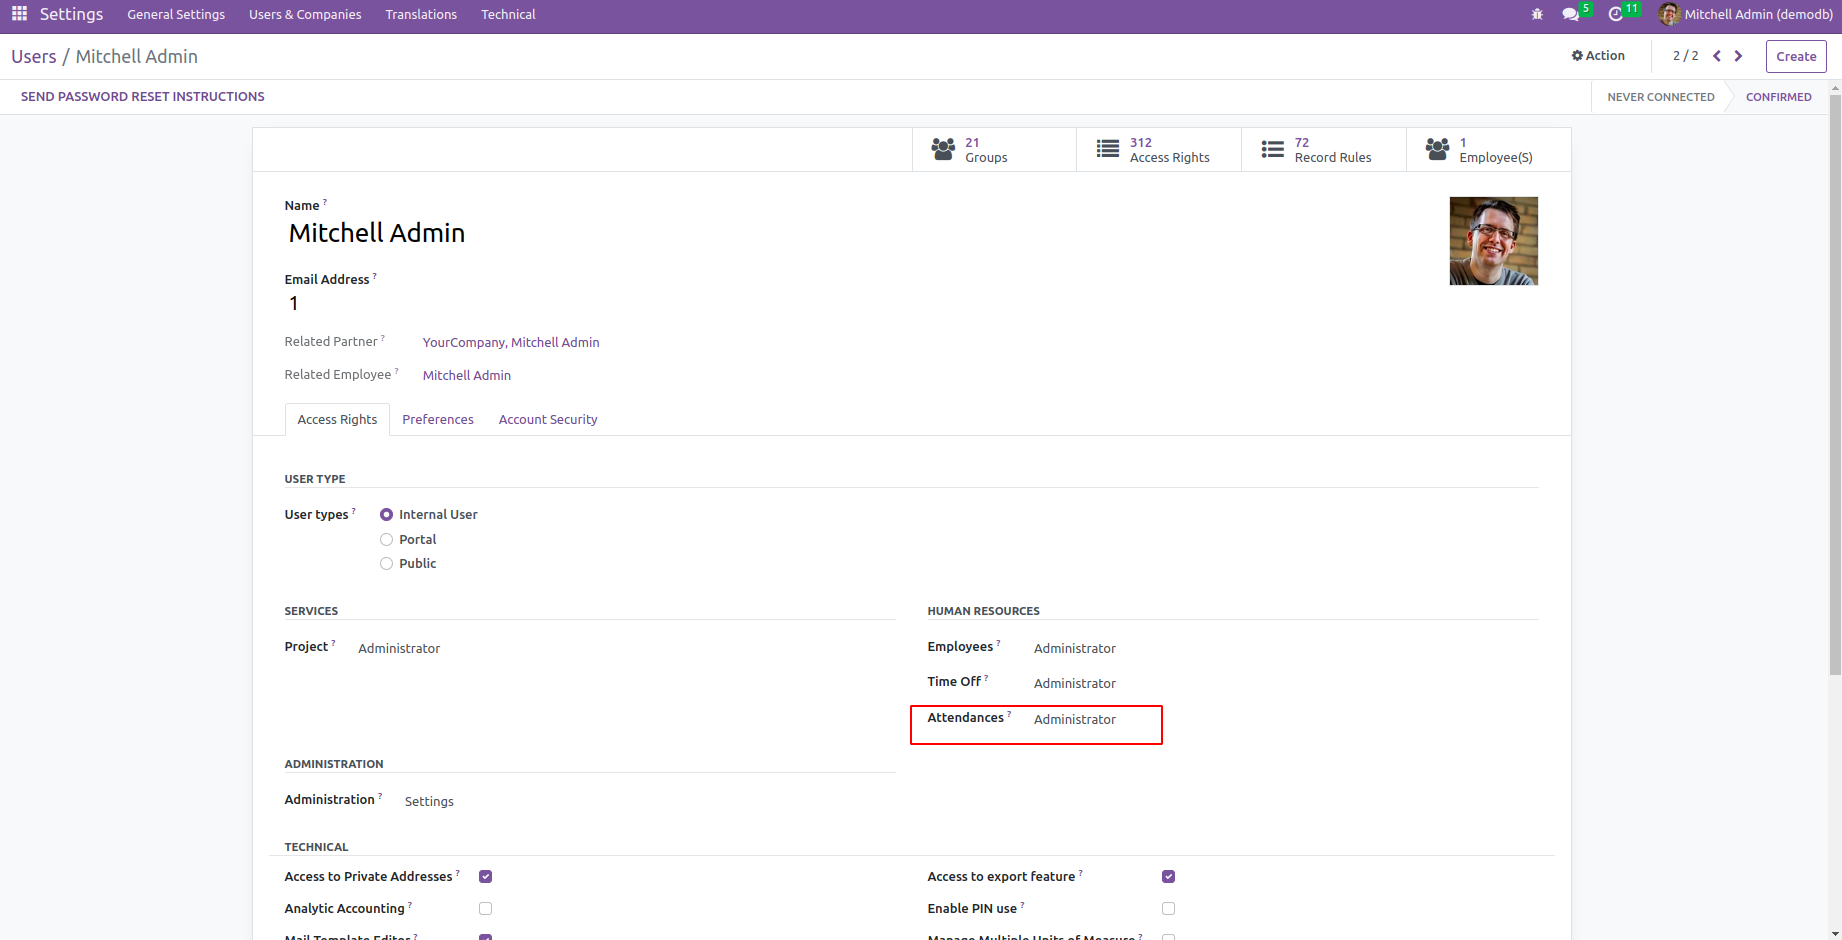 Settings General Settings Users & Companies Translations Technical 5 11 Mitchell Admin (demodb)
Users / Mitchell Admin Action 2 / 2 Create
SEND PASSWORD RESET INSTRUCTIONS NEVER CONNECTED CONFIRMED
21 312 72 1
Groups Access Rights Record Rules Employee(S)
Name ?
Mitchell Admin
Email Address ?
1
Related Partner ? YourCompany, Mitchell Admin
Related Employee ? Mitchell Admin
Access Rights Preferences Account Security
USER TYPE
User types ? Internal User
Portal
Public
SERVICES HUMAN RESOURCES
Project ? Administrator Employees ? Administrator
Time Off ? Administrator
Attendances ? Administrator
ADMINISTRATION
Administration ? Settings
TECHNICAL
Access to Private Addresses ? Access to export feature ?
Analytic Accounting ? Enable PIN use ?
Mail Template Editor ? Manage Multiple Units of Measure ?